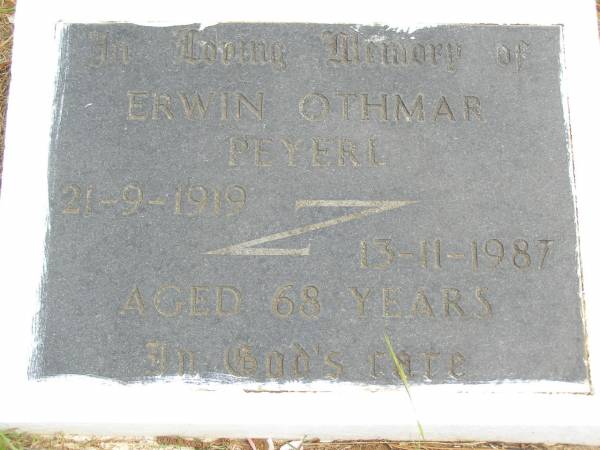 In Loving Memory of
ERWIN OTHMAR
PEYERL
21-9-1919
13-11-1987
AGED 68 YEARS
In God's care